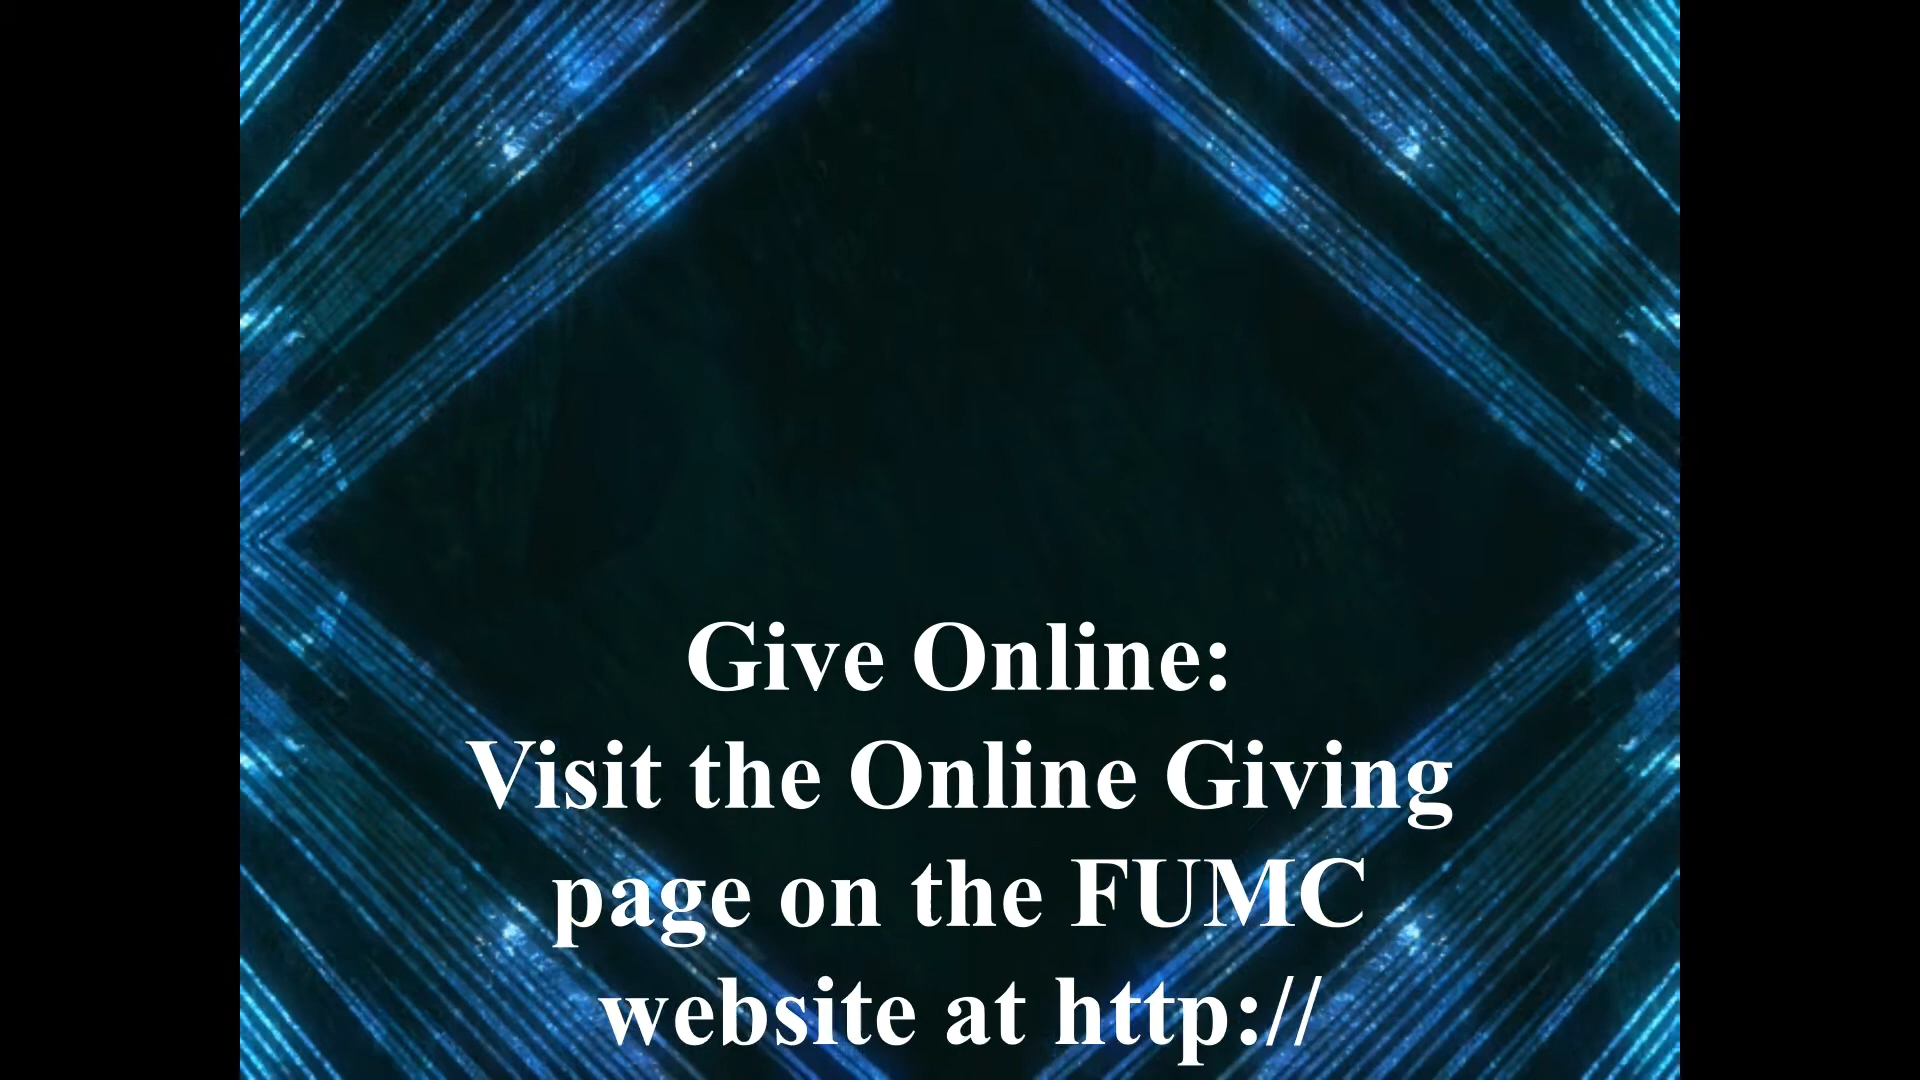 Give Online:
Visit the Online Giving
page on the FUMC
website at http://